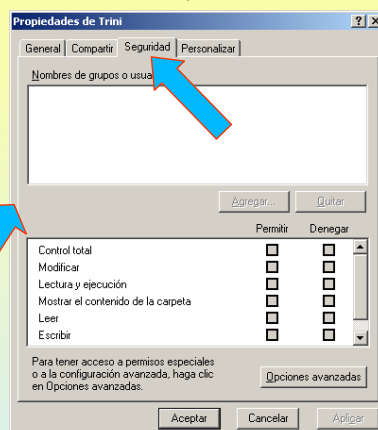 Propiedades de Trini
General Compartir Seguridad Personalizar
Nombres de grupos o
Agregar... Quitar
Permitir Denegar
Control total
Modificar
Lectura y ejecución
Mostrar el contenido de la carpeta
Leer
Escribir
Para tener acceso a permisos especiales
o a la configuración avanzada, haga clic
en Opciones avanzadas.
Opciones avanzadas
Aceptar Cancelar Aplicar